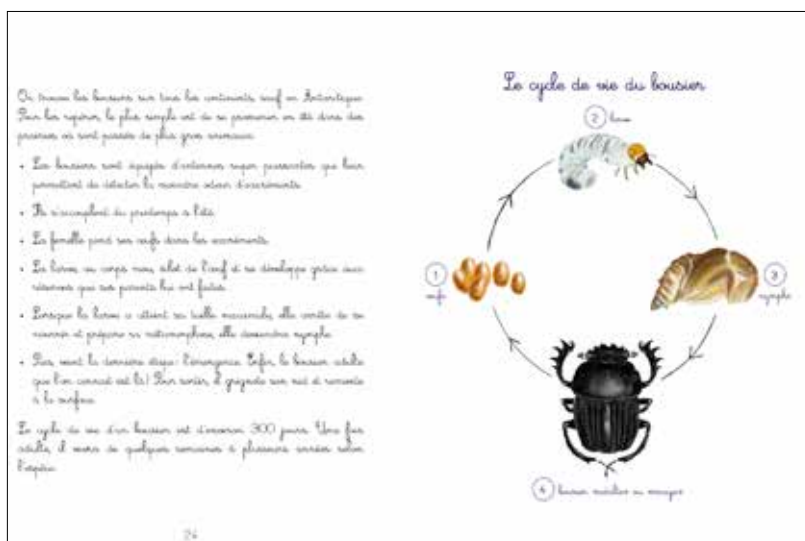 On trouve les bousiers sur tous les continents, sauf en Antarctique.
Pour les repérer, le plus simple est de se promener en été dans des
prairies où sont passés de plus gros animaux.
• Les bousiers sont équipés d'antennes super puissantes qui leur
permettent de détecter la moindre odeur d'excréments.
• Ils s'accouplent du printemps à l'été.
• La femelle pond ses œufs dans les excréments.
• La larve, au corps mou, sort de l'œuf et se développe grâce aux
réserves que ses parents lui ont faites.
• Lorsque la larve a atteint sa taille maximale, elle arrête de se
nourrir et prépare sa métamorphose, elle deviendra nymphe.
• Puis, vient la dernière étape : l'émergence. Enfin, le bousier adulte
que l'on connaît est là ! Pour sortir, il grignote son nid et remonte
à la surface.
Le cycle de vie d'un bousier est d'environ 300 jours. Une fois
adulte, il vivra de quelques semaines à plusieurs années selon
l'espèce.
24
Le cycle de vie du bousier
2 larve
1
œufs
3
nymphe
4 bousier